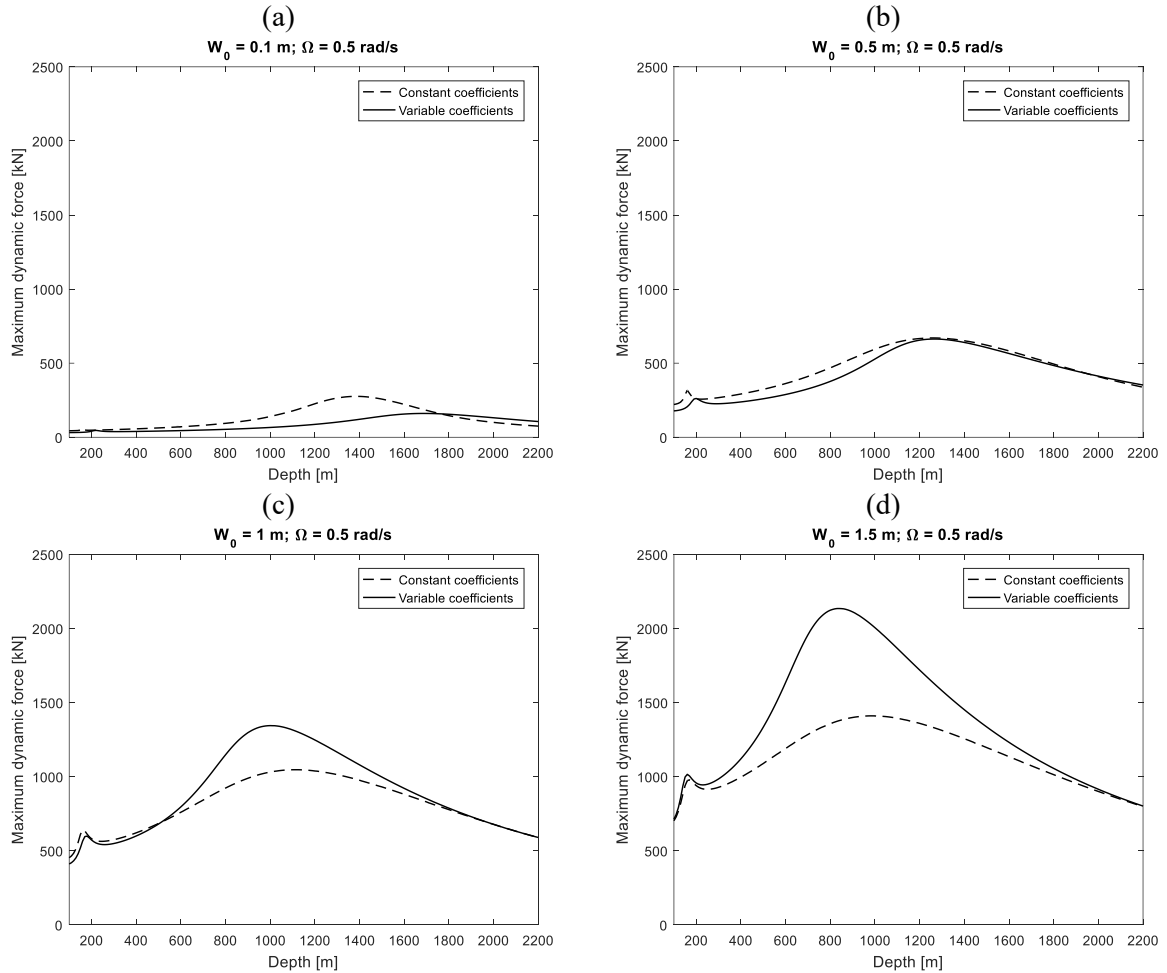 (a)
W0 = 0.1 m; Ω = 0.5 rad/s
2500
2000
1500
1000
500
0
Maximum dynamic force [kN]
Constant coefficients
Variable coefficients
200 400 600 800 1000 1200 1400 1600 1800 2000 2200
Depth [m]
(b)
W0 = 0.5 m; Ω = 0.5 rad/s
2500
2000
1500
1000
500
0
Maximum dynamic force [kN]
Constant coefficients
Variable coefficients
200 400 600 800 1000 1200 1400 1600 1800 2000 2200
Depth [m]
(c)
W0 = 1 m; Ω = 0.5 rad/s
2500
2000
1500
1000
500
0
Maximum dynamic force [kN]
Constant coefficients
Variable coefficients
200 400 600 800 1000 1200 1400 1600 1800 2000 2200
Depth [m]
(d)
W0 = 1.5 m; Ω = 0.5 rad/s
2500
2000
1500
1000
500
0
Maximum dynamic force [kN]
Constant coefficients
Variable coefficients
200 400 600 800 1000 1200 1400 1600 1800 2000 2200
Depth [m]